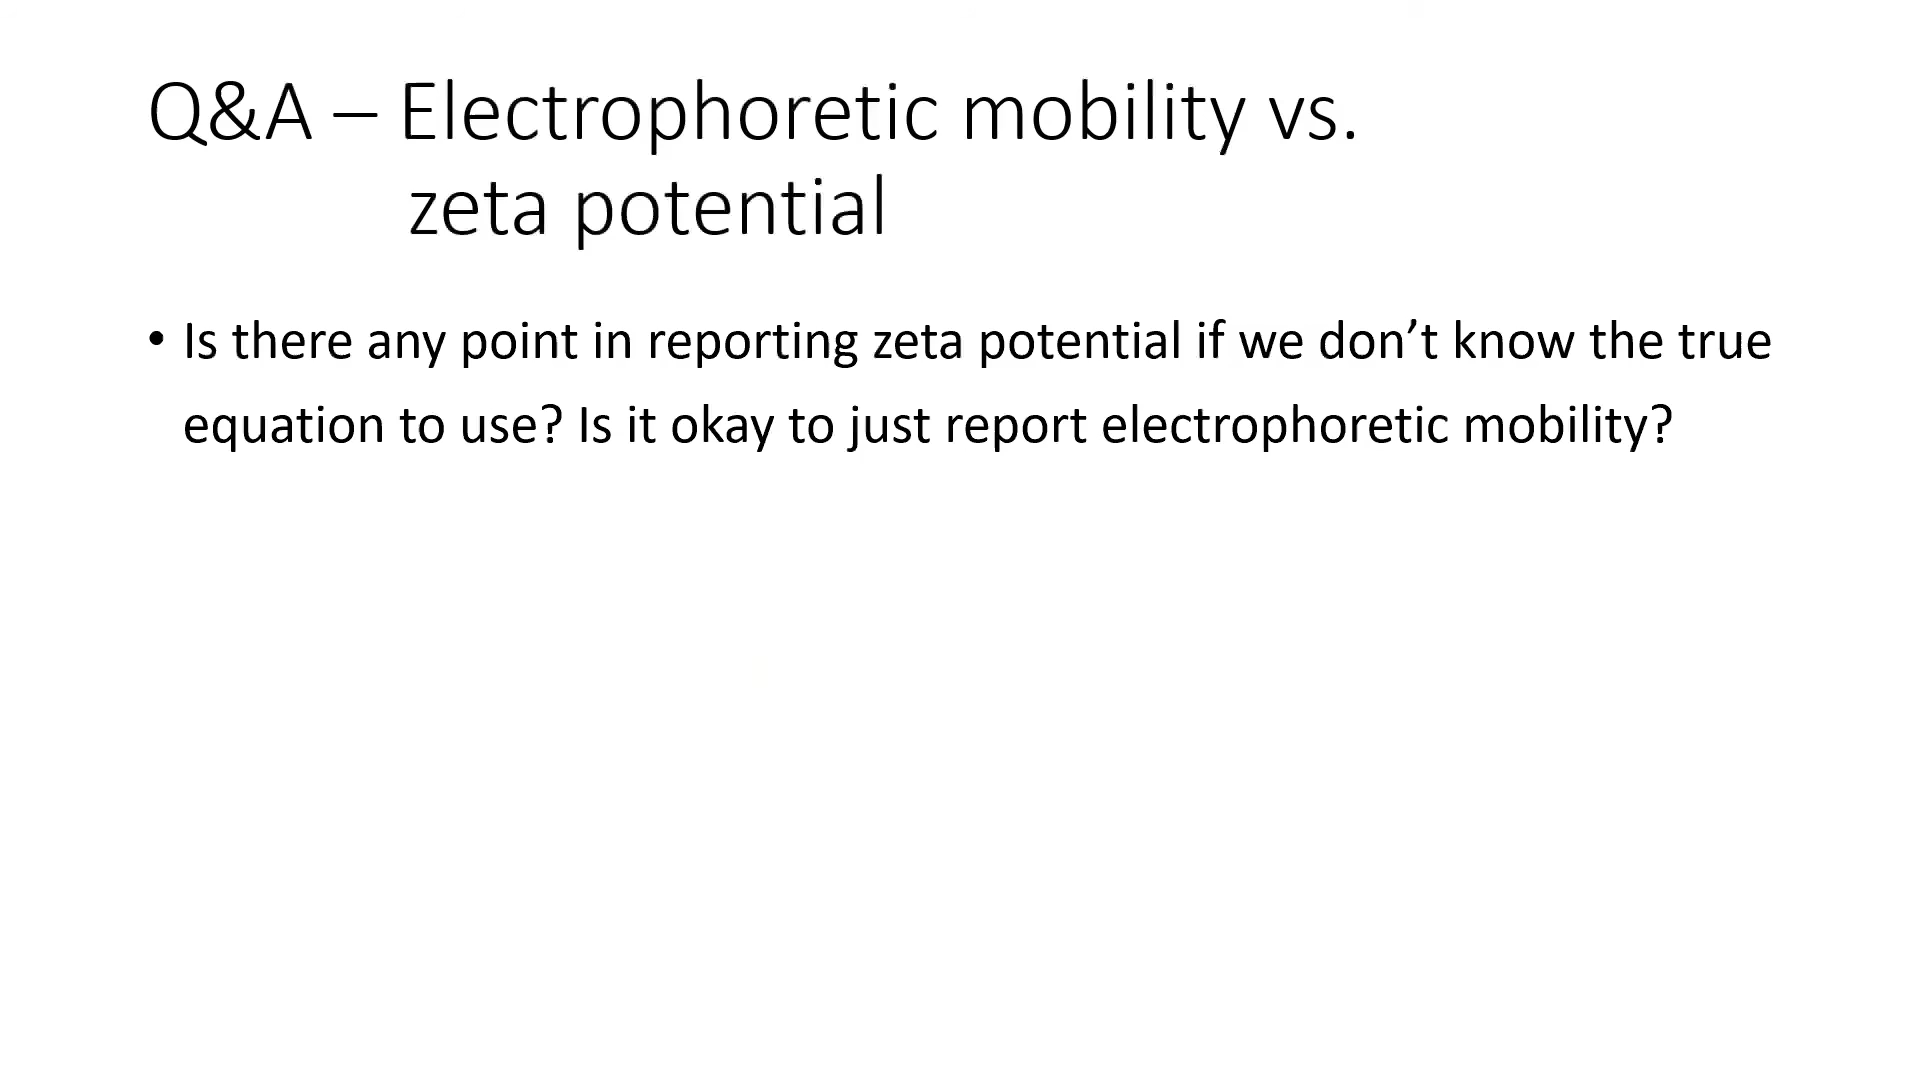 Q&A – Electrophoretic mobility vs.
zeta potential
• Is there any point in reporting zeta potential if we don’t know the true
equation to use? Is it okay to just report electrophoretic mobility?